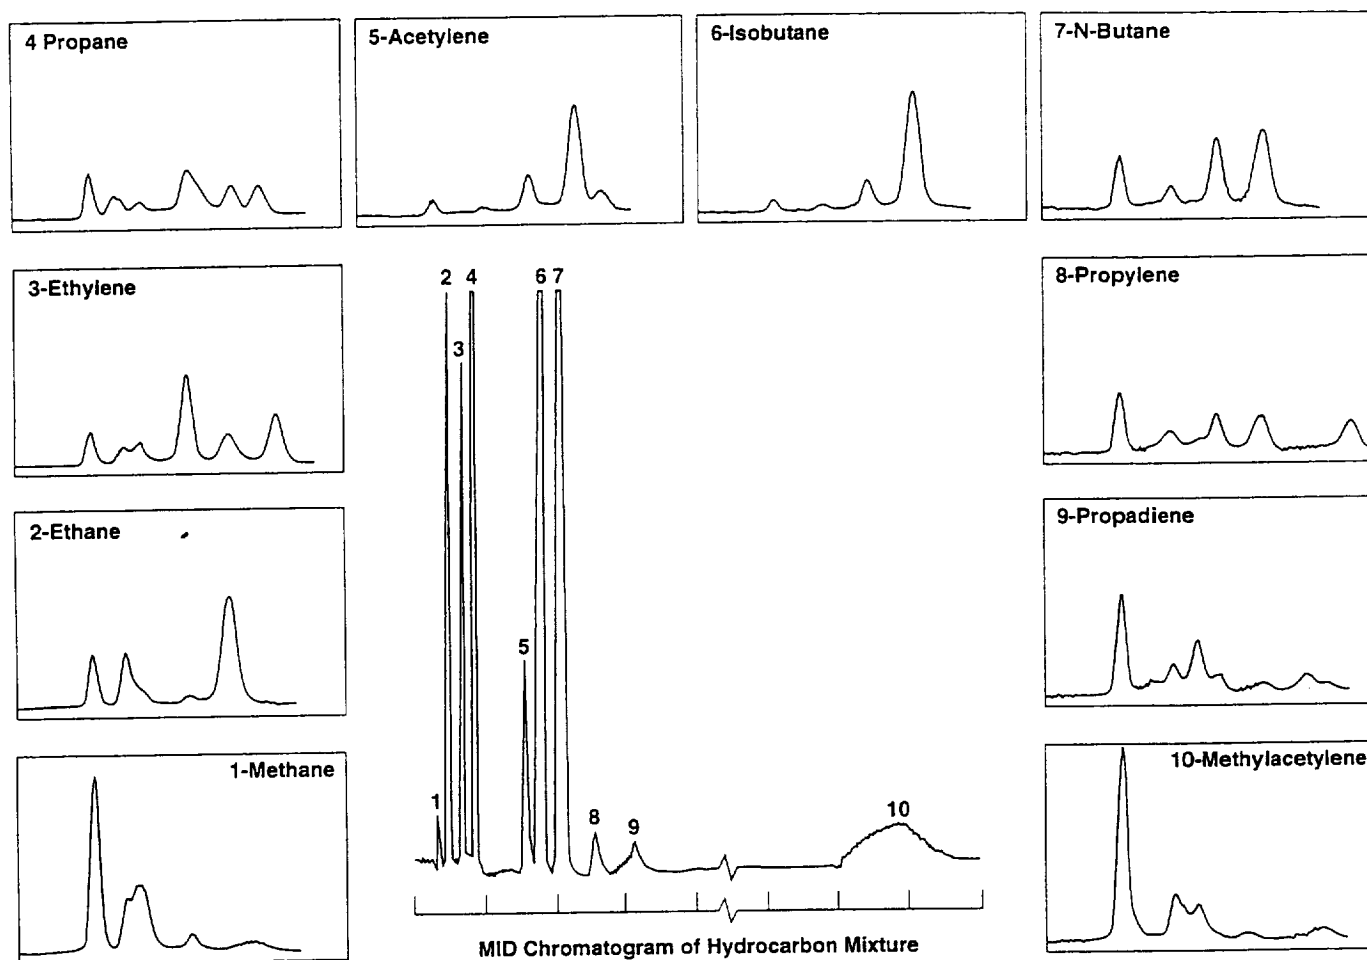 4 Propane
5-Acetylene
6-Isobutane
7-N-Butane
3-Ethylene
2 4 6 7
8-Propylene
3
2-Ethane
9-Propadiene
5
1-Methane
10-Methylacetylene
1
8
9
10
MID Chromatogram of Hydrocarbon Mixture